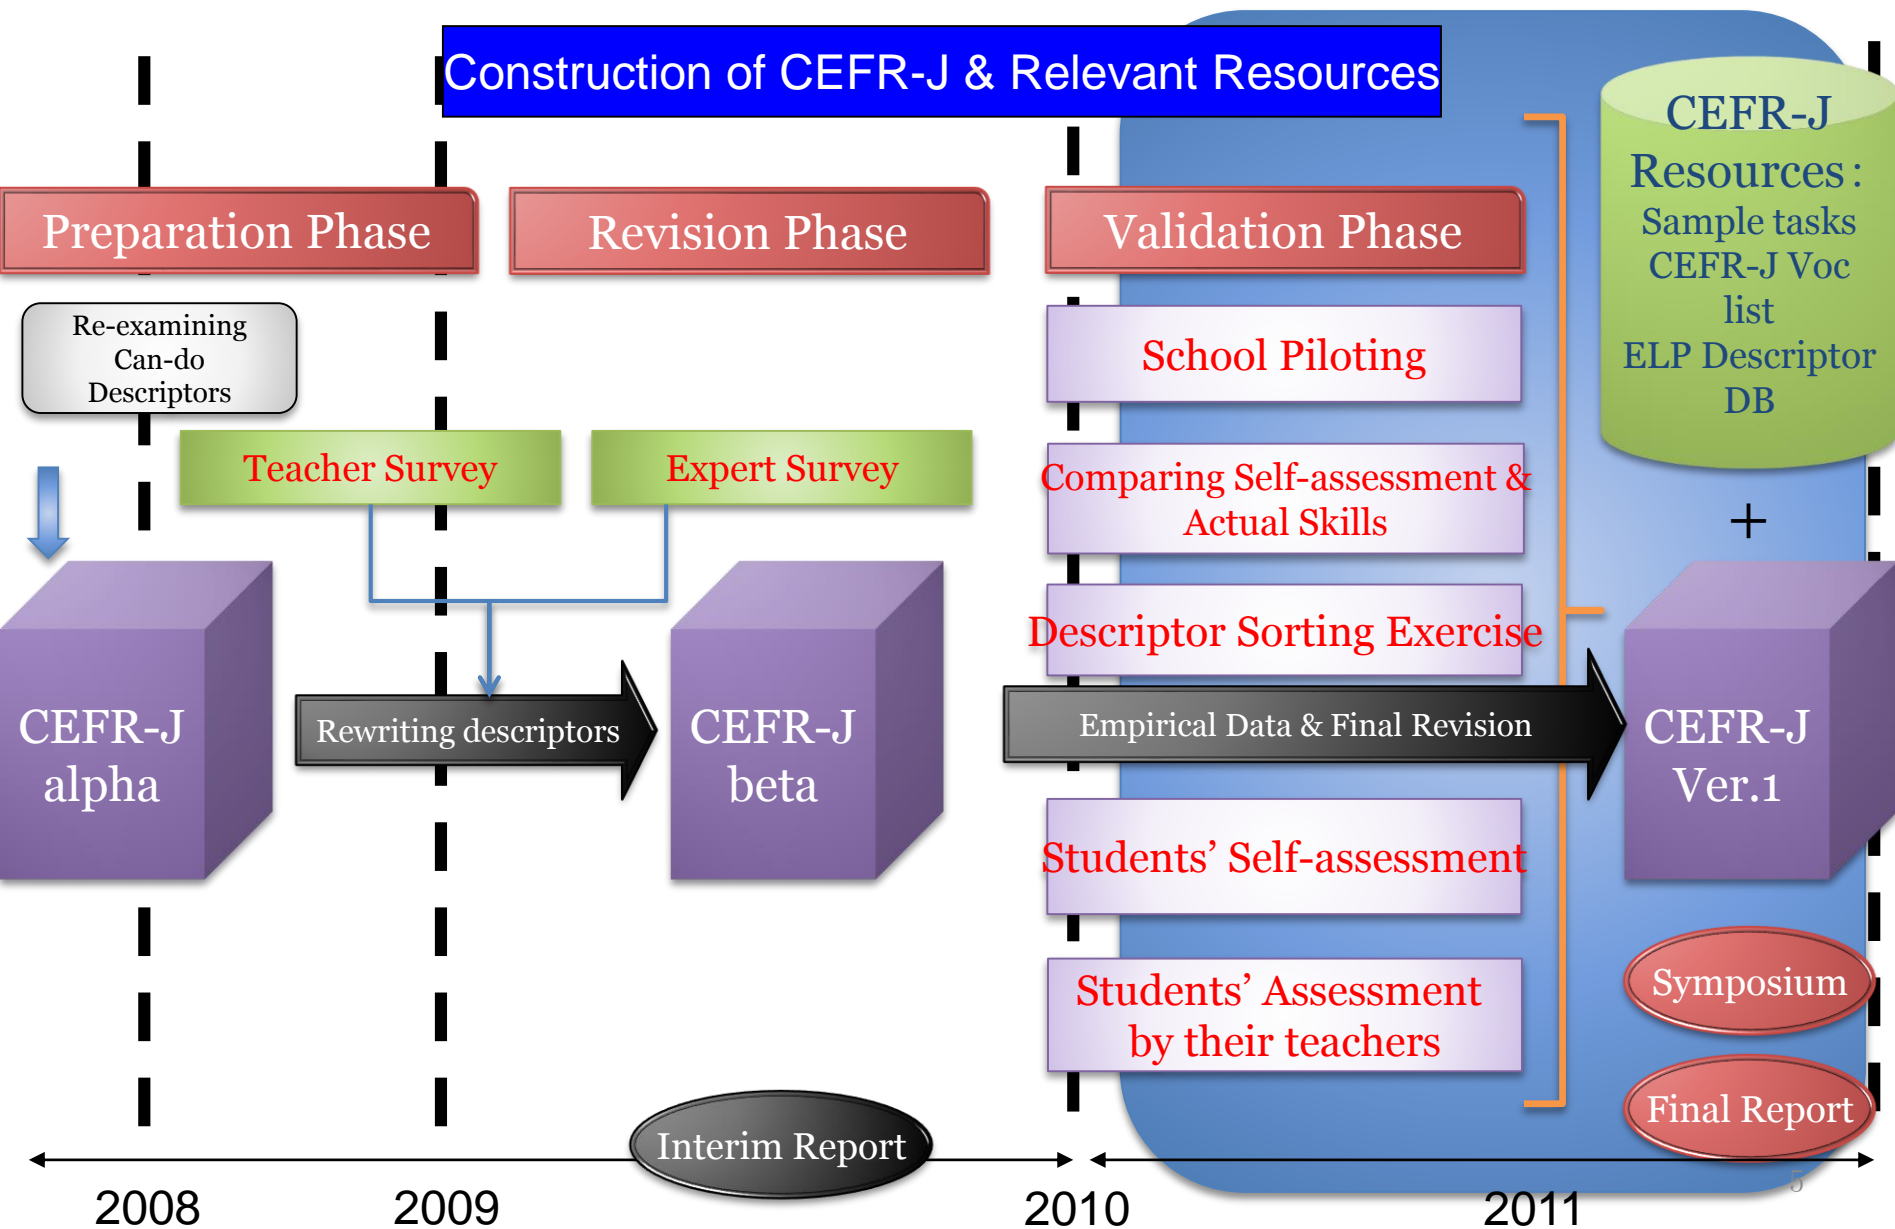 Construction of CEFR-J & Relevant Resources
Preparation Phase
Revision Phase
Validation Phase
Re-examining
Can-do
Descriptors
Teacher Survey
Expert Survey
CEFR-J
alpha
Rewriting descriptors
CEFR-J
beta
School Piloting
Comparing Self-assessment &
Actual Skills
Descriptor Sorting Exercise
Empirical Data & Final Revision
Students’ Self-assessment
Students’ Assessment
by their teachers
CEFR-J
Resources :
Sample tasks
CEFR-J Voc
list
ELP Descriptor
DB
+
CEFR-J
Ver.1
Symposium
Final Report
Interim Report
2008
2009
2010
2011
5